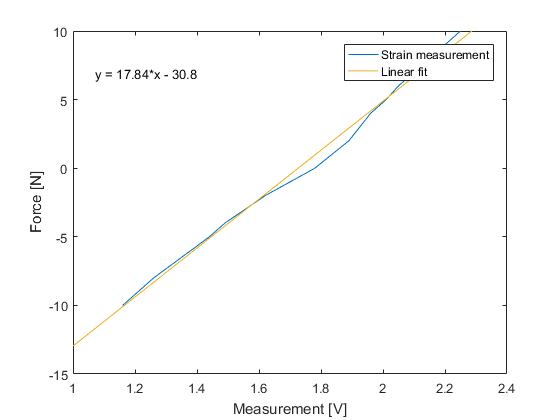 10
5
0
-5
-10
-15
Force [N]
y = 17.84*x - 30.8
Strain measurement
Linear fit
1
1.2
1.4
1.6
1.8
2
2.2
2.4
Measurement [V]